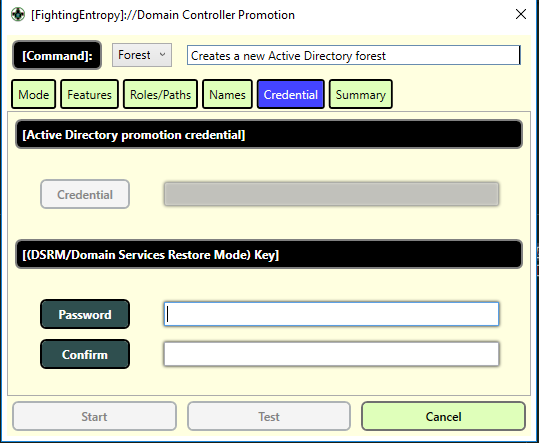 [FightingEntropy]://Domain Controller Promotion
[Command]: Forest Creates a new Active Directory forest
Mode Features Roles/Paths Names Credential Summary
[Active Directory promotion credential]
Credential
[(DSRM/Domain Services Restore Mode) Key]
Password
Confirm
Start Test Cancel